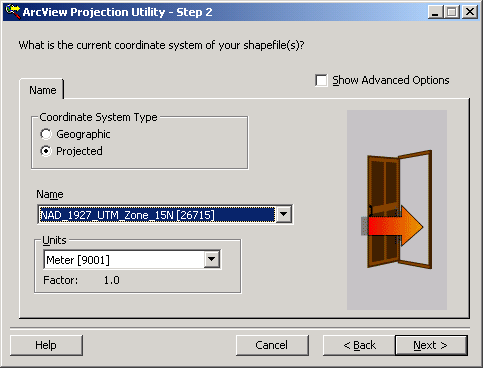 ArcView Projection Utility - Step 2
What is the current coordinate system of your shapefile(s)?
Show Advanced Options
Name
Coordinate System Type
Geographic
Projected
Name
NAD_1927_UTM_Zone_15N [26715]
Units
Meter [9001]
Factor: 1.0
Help
Cancel
< Back
Next >